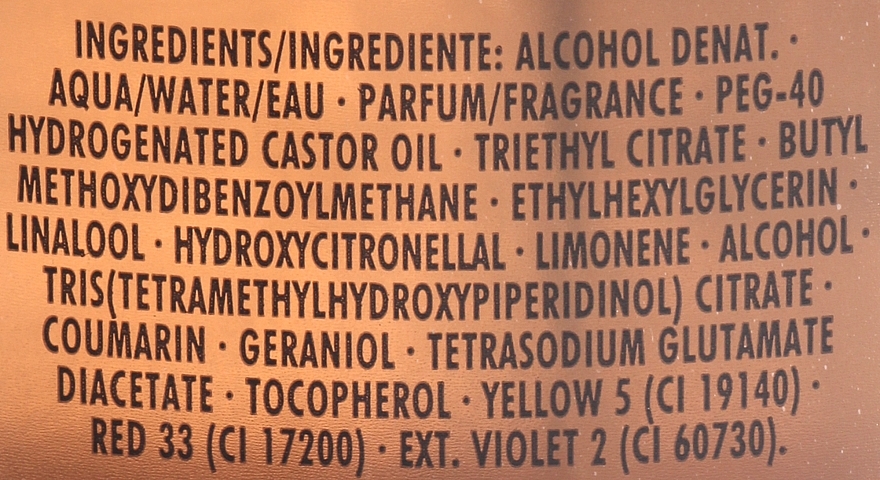 INGREDIENTS/INGREDIENTE: ALCOHOL DENAT. ·
AQUA/WATER/EAU · PARFUM/FRAGRANCE · PEG-40
HYDROGENATED CASTOR OIL · TRIETHYL CITRATE · BUTYL
METHOXYDIBENZOYLMETHANE · ETHYLHEXYLGLYCERIN ·
LINALOOL · HYDROXYCITRONELLAL · LIMONENE · ALCOHOL ·
TRIS(TETRAMETHYLHYDROXYPIPERIDINOL) CITRATE ·
COUMARIN · GERANIOL · TETRASODIUM GLUTAMATE
DIACETATE · TOCOPHEROL · YELLOW 5 (CI 19140) ·
RED 33 (CI 17200) · EXT. VIOLET 2 (CI 60730).